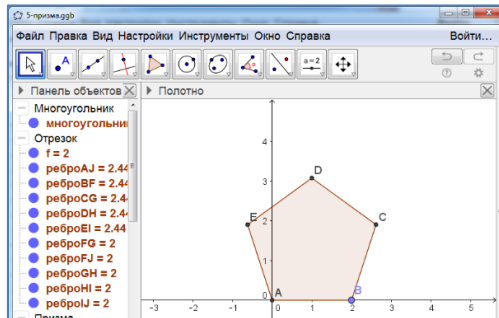 5-призма.ggb
Файл Правка Вид Настройки Инструменты Окно Справка Войти...
A a = 2
Панель объектов Полотно
Многоугольник
многоугольни
Отрезок
f = 2
реброAJ = 2.44
реброBF = 2.44
реброCG = 2.44
реброDH = 2.44
реброEI = 2.44
реброFG = 2
реброFJ = 2
реброGH = 2
реброHI = 2
реброIJ = 2
Призма
4
D
3
E C
2
1
A B
0
-3 -2 -1 0 1 2 3 4 5